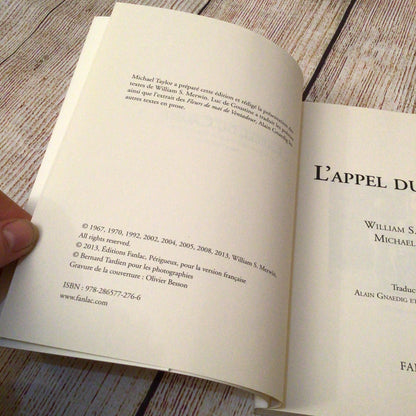 Michael Taylor a préparé cette édition et rédigé la présentation des
textes de William S. Merwin. Luc de Goustine a traduit les poèmes
ainsi que l'extrait des Fleurs de mai de Ventadour, Alain Gnaedig les
autres textes en prose.
© 1967, 1970, 1992, 2002, 2004, 2005, 2008, 2013, William S. Merwin,
All rights reserved.
© 2013, Éditions Fanlac, Périgueux, pour la version française
© Bernard Tardien pour les photographies
Gravure de la couverture : Olivier Besson
ISBN : 978-286577-276-6
www.fanlac.com
L'APPEL DU
WILLIAM S.
MICHAEL
Traduc
ALAIN GNAEDIG ET
FA